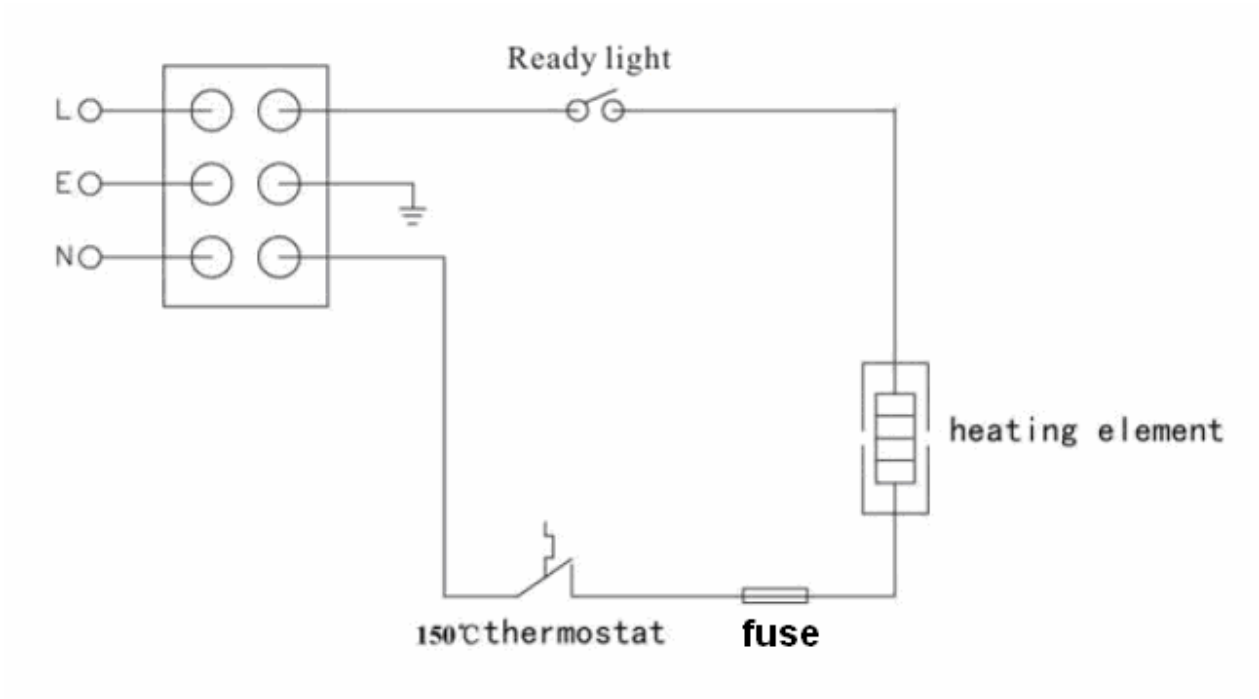 Ready light
L
E
N
heating element
150℃thermostat
fuse